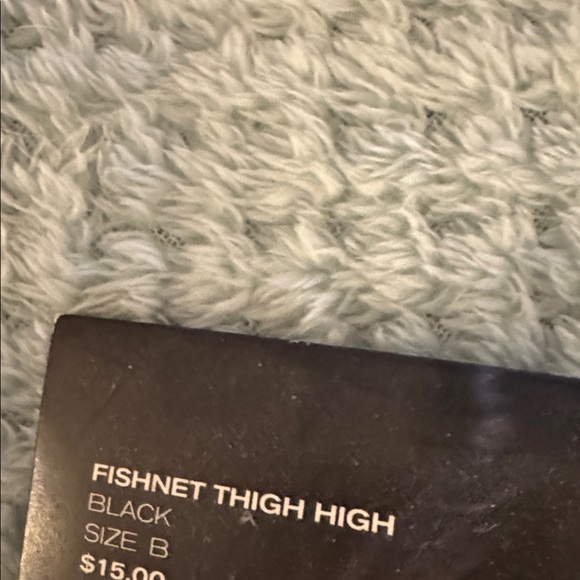 FISHNET THIGH HIGH
BLACK
SIZE B
$15.00